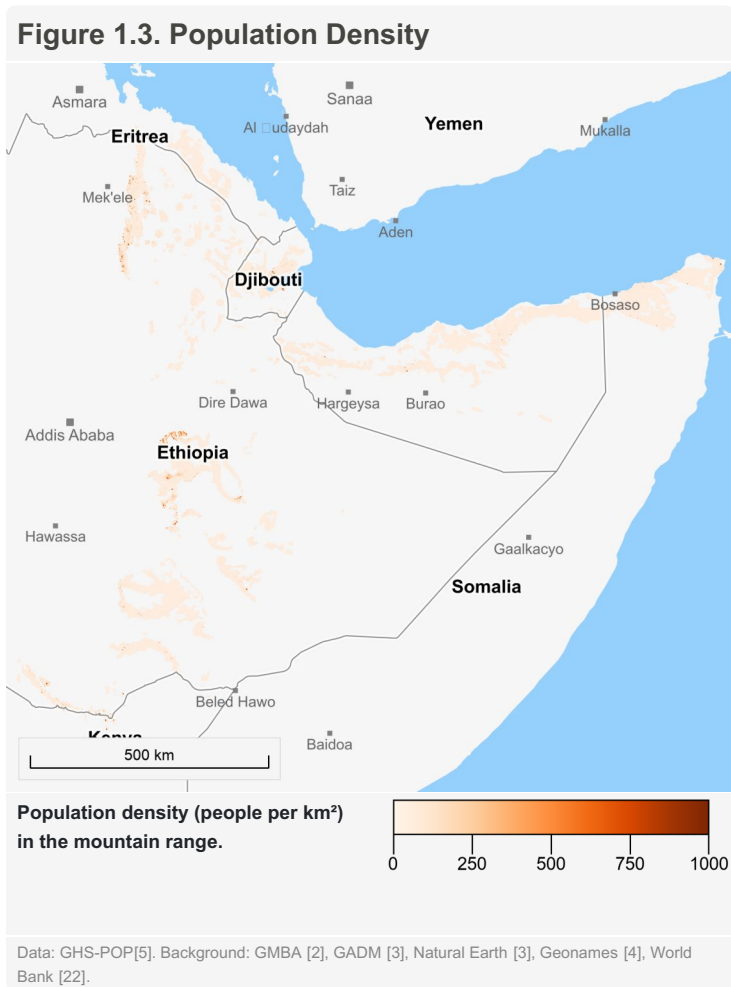 Figure 1.3. Population Density
Asmara
Sanaa
Al □udaydah
Yemen
Mukalla
Eritrea
Mek'ele
Taiz
Aden
Djibouti
Bosaso
Dire Dawa
Hargeysa
Burao
Addis Ababa
Ethiopia
Hawassa
Gaalkacyo
Somalia
Beled Hawo
Kenya
Baidoa
500 km
Population density (people per km²)
in the mountain range.
0 250 500 750 1000
Data: GHS-POP[5]. Background: GMBA [2], GADM [3], Natural Earth [3], Geonames [4], World
Bank [22].